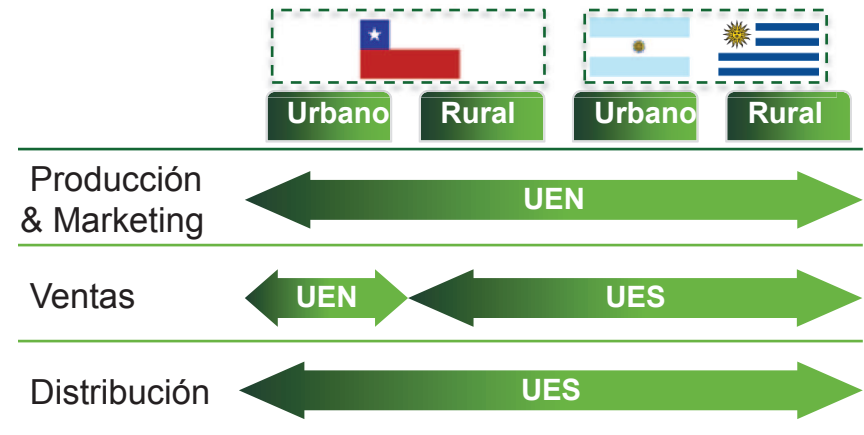 Urbano Rural Urbano Rural
Producción
& Marketing
UEN
Ventas
UEN UES
Distribución
UES